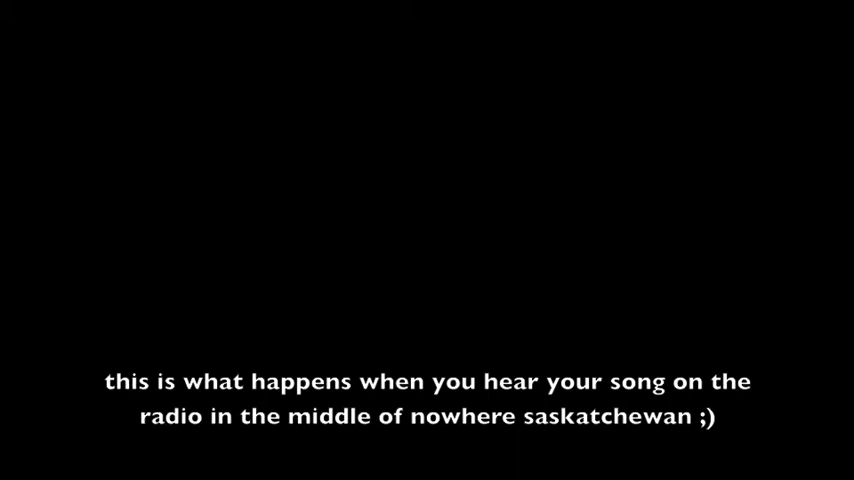 this is what happens when you hear your song on the
radio in the middle of nowhere saskatchewan ;)